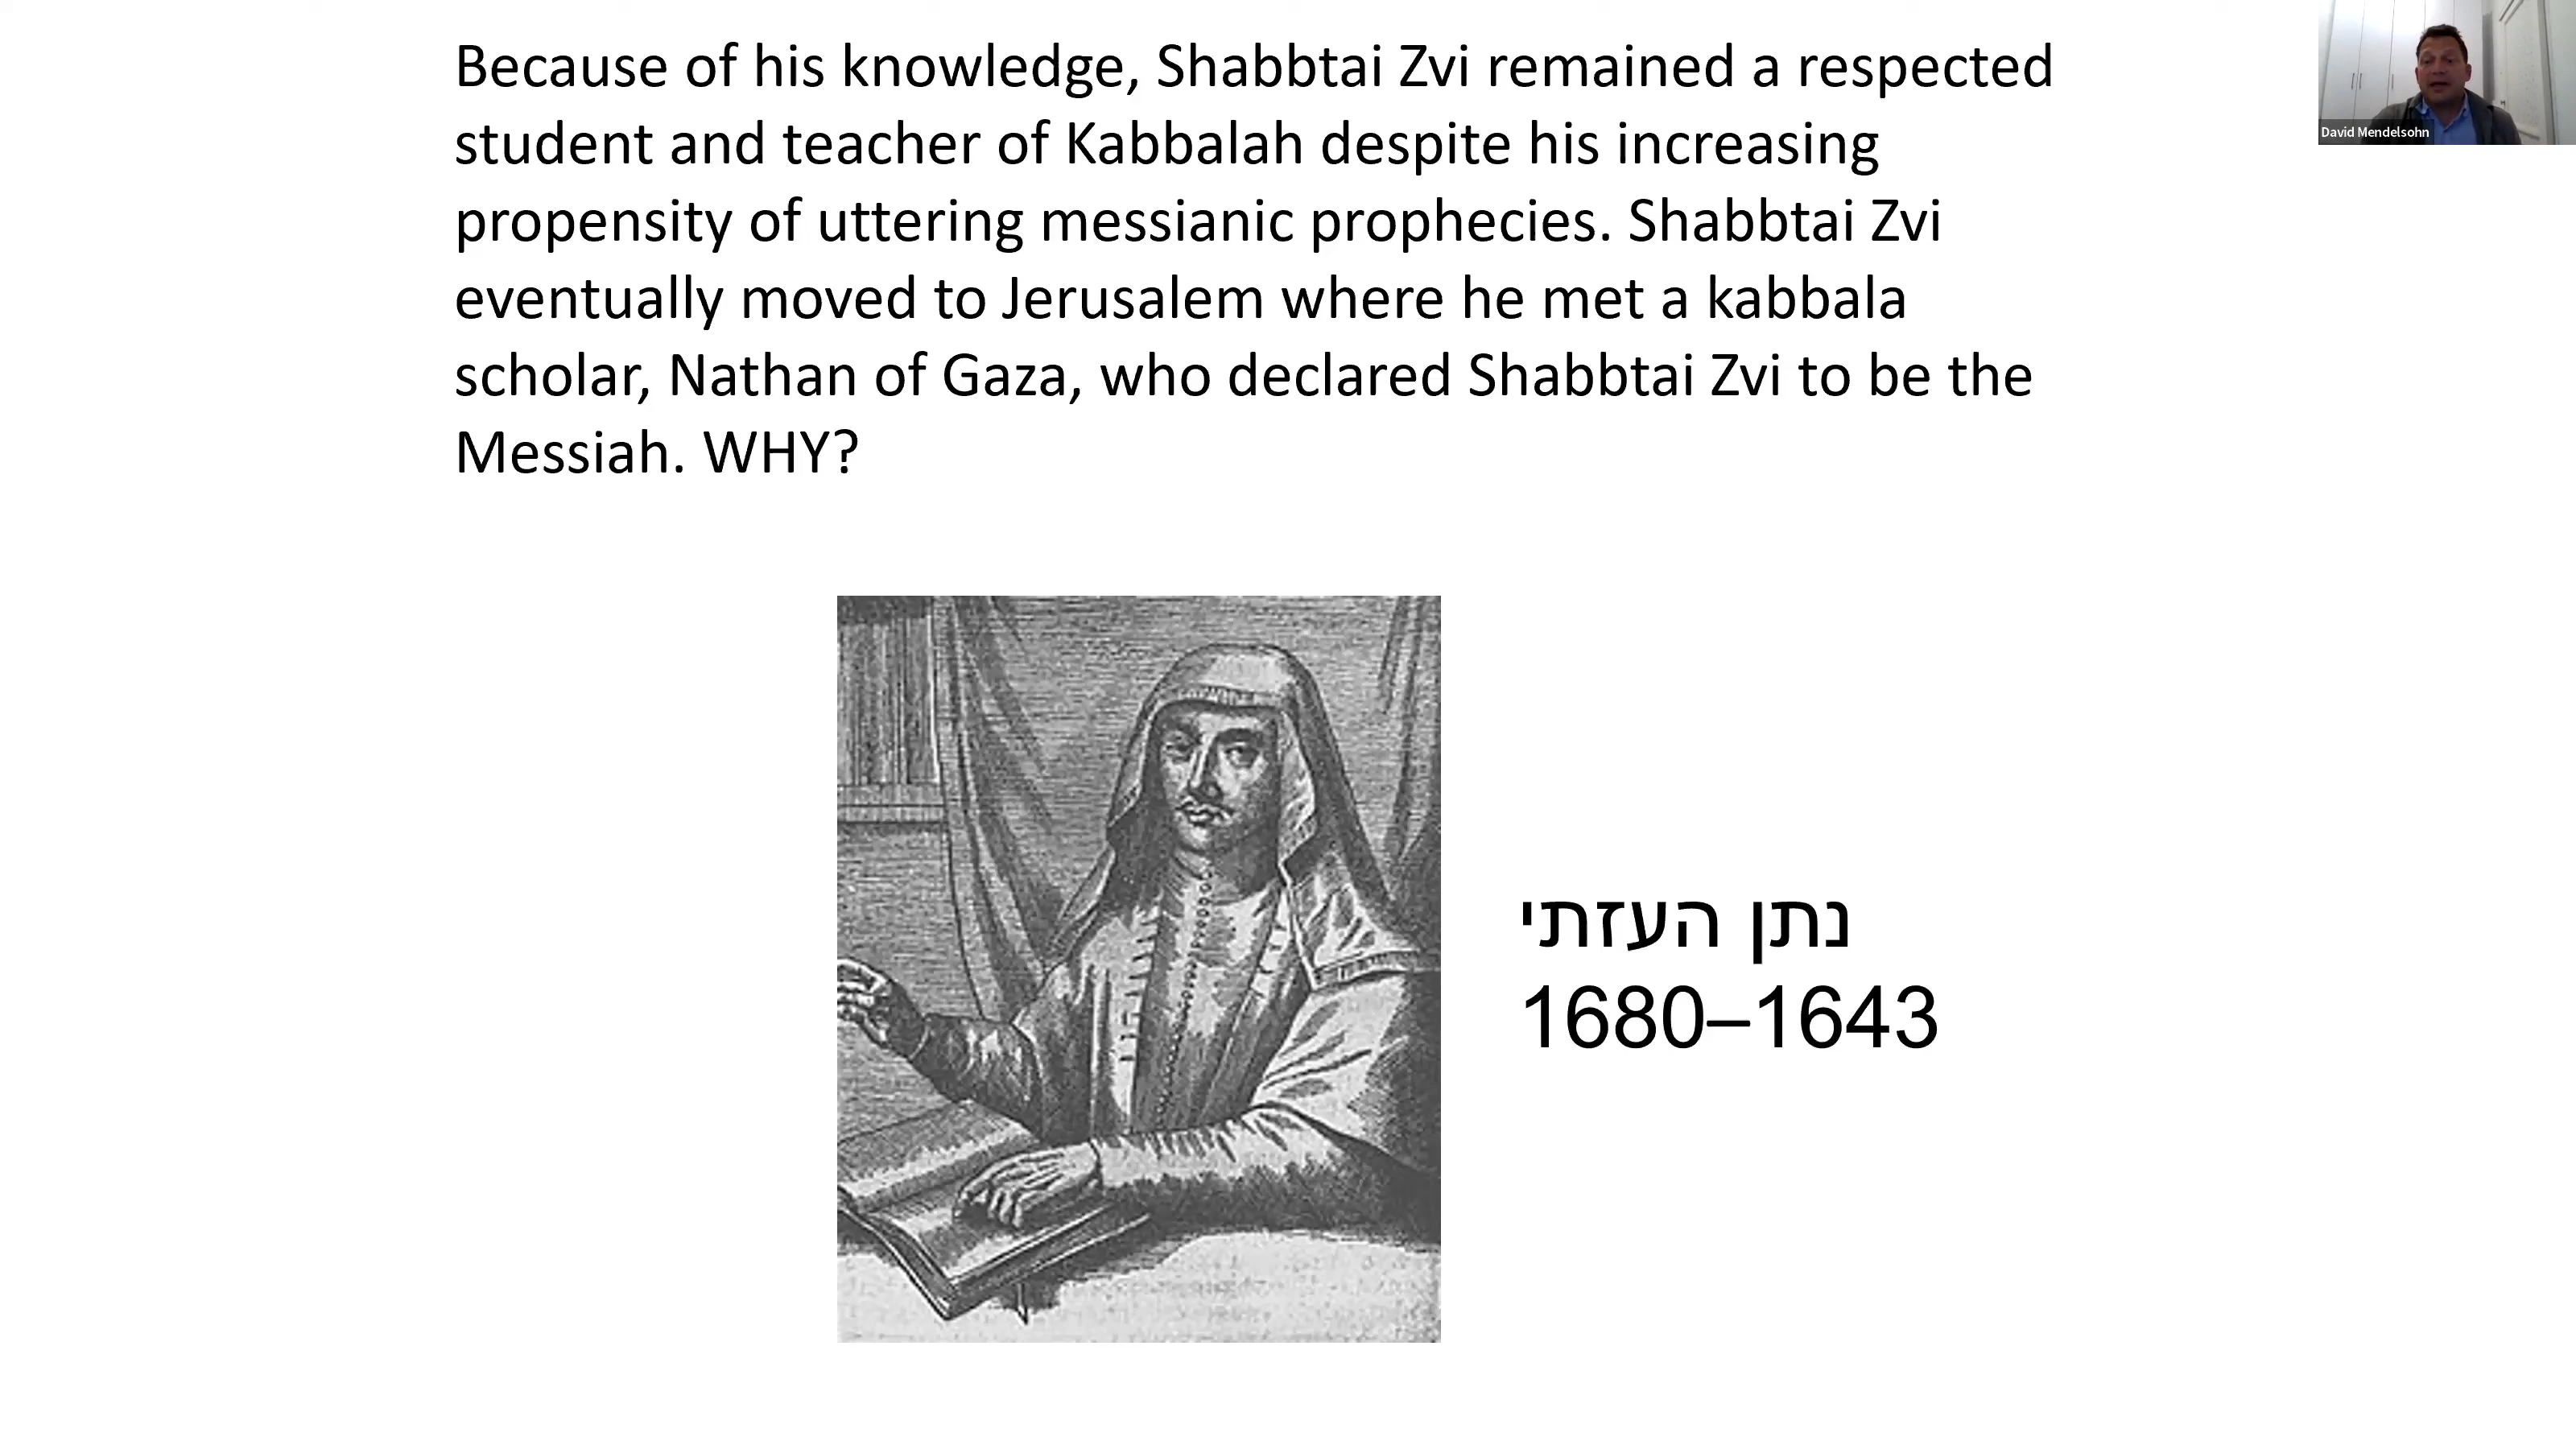 Because of his knowledge, Shabbtai Zvi remained a respected
student and teacher of Kabbalah despite his increasing
propensity of uttering messianic prophecies. Shabbtai Zvi
eventually moved to Jerusalem where he met a kabbala
scholar, Nathan of Gaza, who declared Shabbtai Zvi to be the
Messiah. WHY?
David Mendelsohn
נתן העזתי
1680–1643